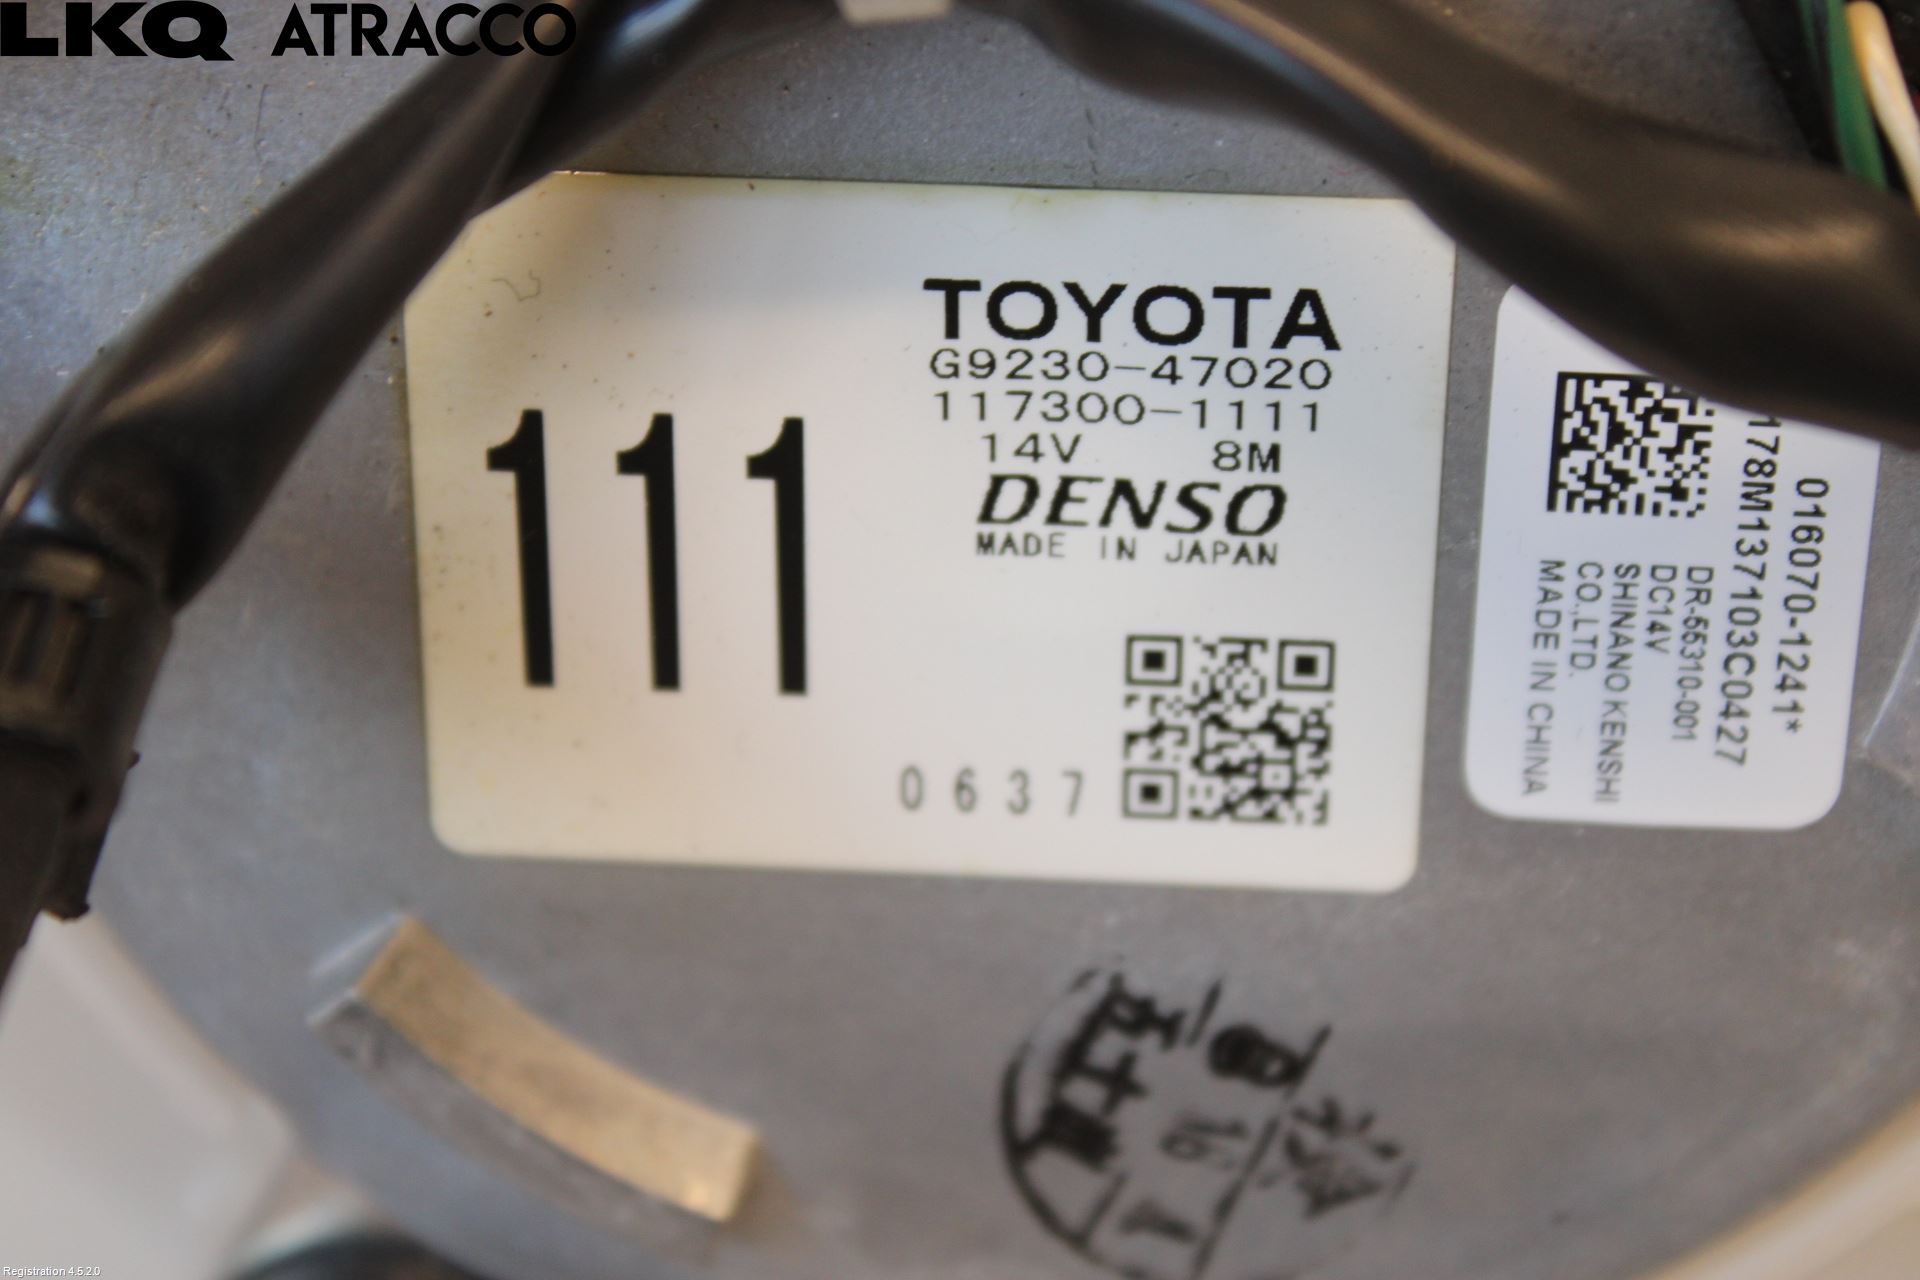 LKQ ATRACCO
TOYOTA
G9230-47020
117300-1111
14V 8M
DENSO
MADE IN JAPAN
111
0637
016070-1241*
178M137103C0427
DR-55310-001
DC14V
SHINANO KENSHI
CO.,LTD.
MADE IN CHINA
Registration 4.5.2.0